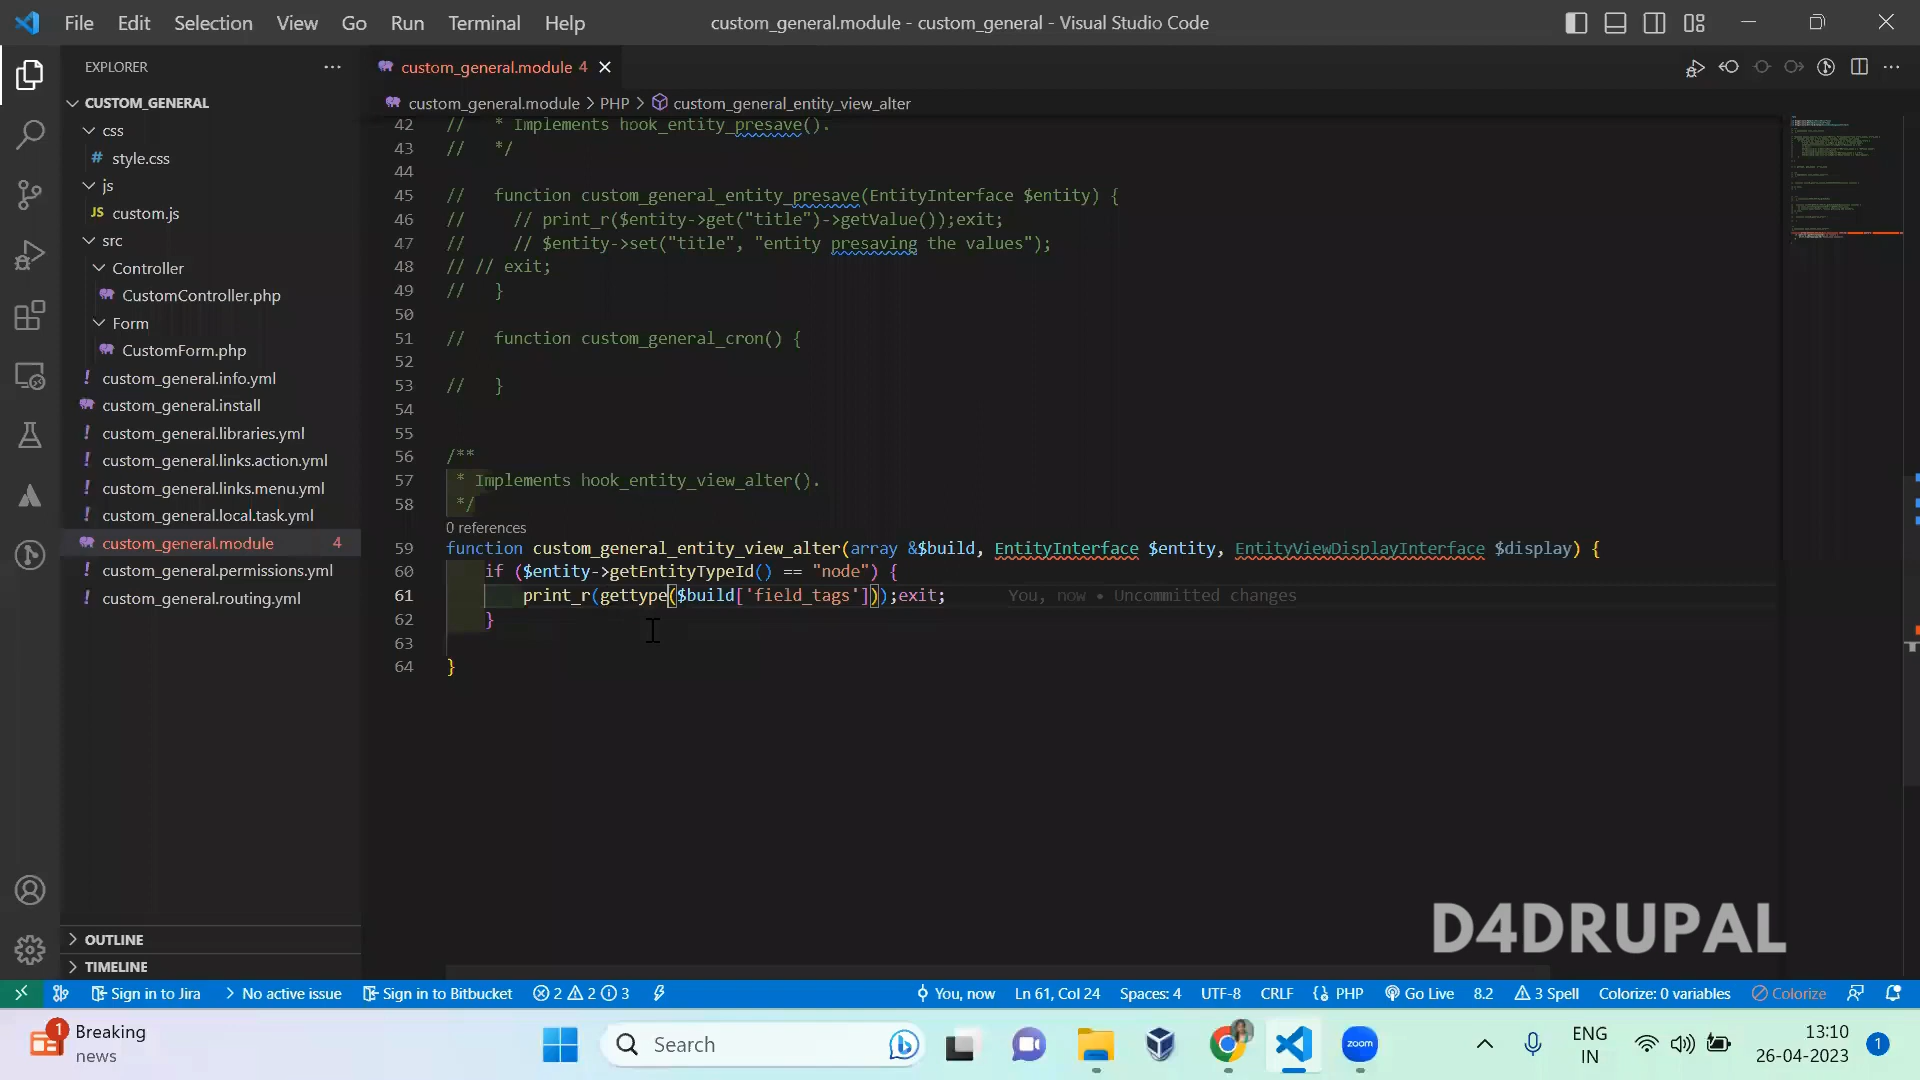 File Edit Selection View Go Run Terminal Help
custom_general.module - custom_general - Visual Studio Code
EXPLORER
CUSTOM_GENERAL
css
# style.css
js
JS custom.js
src
Controller
CustomController.php
Form
CustomForm.php
! custom_general.info.yml
custom_general.install
! custom_general.libraries.yml
! custom_general.links.action.yml
! custom_general.links.menu.yml
! custom_general.local.task.yml
custom_general.module 4
! custom_general.permissions.yml
! custom_general.routing.yml
OUTLINE
TIMELINE
custom_general.module 4
custom_general.module > PHP > custom_general_entity_view_alter
42 // * Implements hook_entity_presave().
43 // */
44
45 // function custom_general_entity_presave(EntityInterface $entity) {
46 // // print_r($entity->get("title")->getValue());exit;
47 // // $entity->set("title", "entity presaving the values");
48 // // exit;
49 // }
50
51 // function custom_general_cron() {
52
53 // }
54
55
56 /**
57 * Implements hook_entity_view_alter().
58 */
0 references
59 function custom_general_entity_view_alter(array &$build, EntityInterface $entity, EntityViewDisplayInterface $display) {
60 if ($entity->getEntityTypeId() == "node") {
61 print_r(gettype($build['field_tags']));exit; You, now • Uncommitted changes
62 }
63
64 }
D4DRUPAL
Sign in to Jira No active issue Sign in to Bitbucket 2 2 3 You, now Ln 61, Col 24 Spaces: 4 UTF-8 CRLF {} PHP Go Live 8.2 3 Spell Colorize: 0 variables Colorize
1 Breaking
news
Search
zoom
ENG
IN
13:10
26-04-2023
1